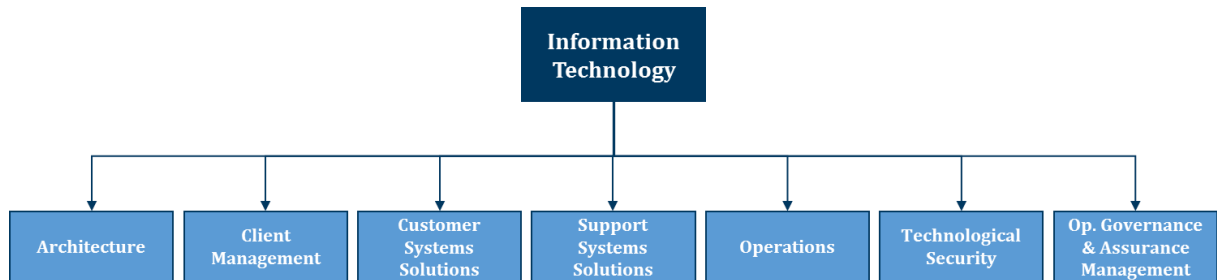 Information
Technology
Architecture
Client
Management
Customer
Systems
Solutions
Support
Systems
Solutions
Operations
Technological
Security
Op. Governance
& Assurance
Management